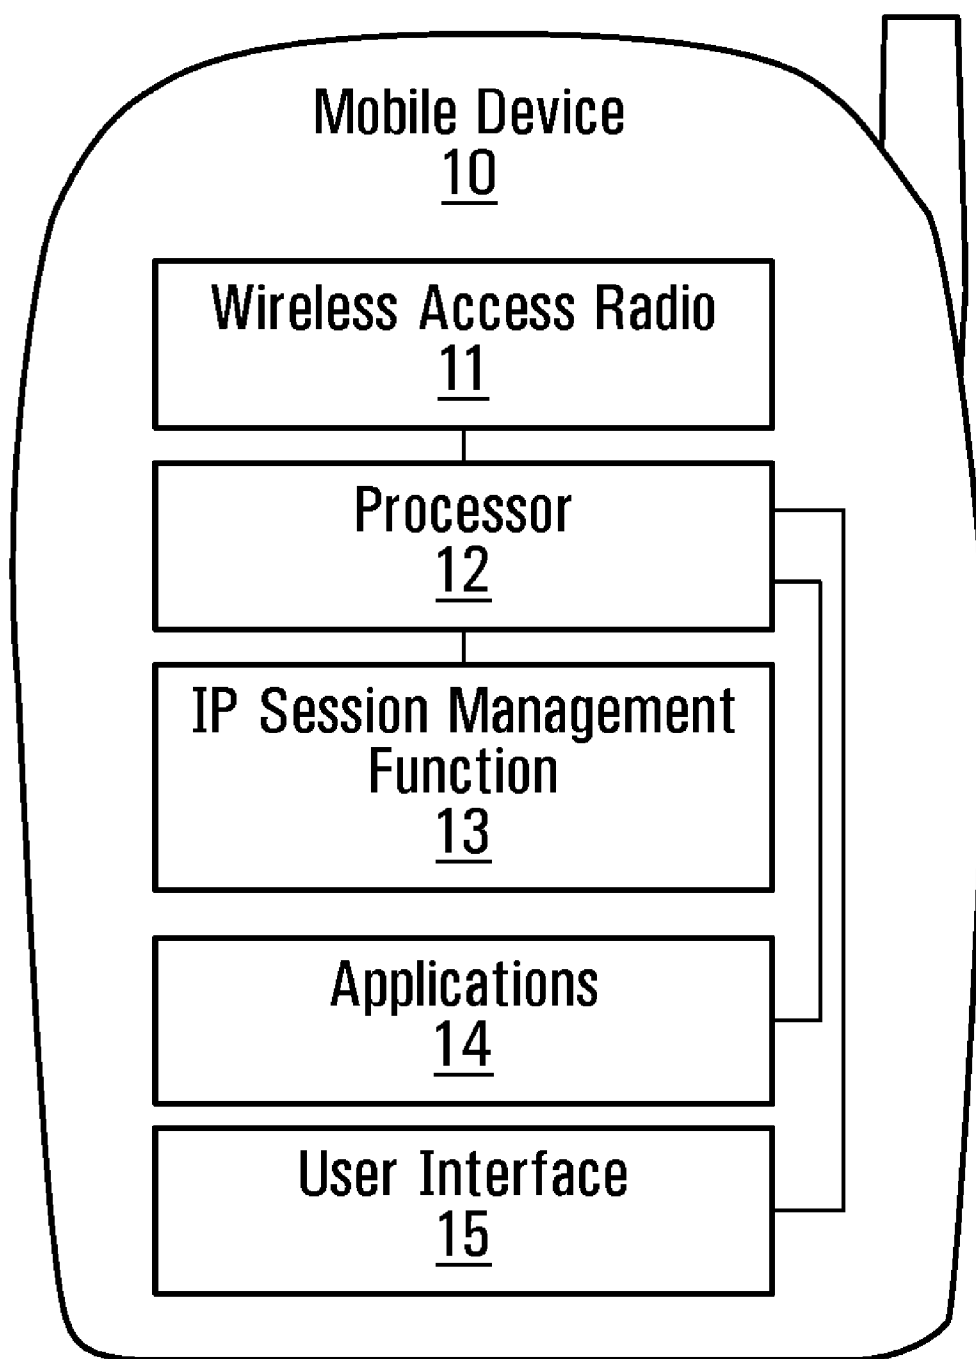 Mobile Device
10
Wireless Access Radio
11
Processor
12
IP Session Management
Function
13
Applications
14
User Interface
15